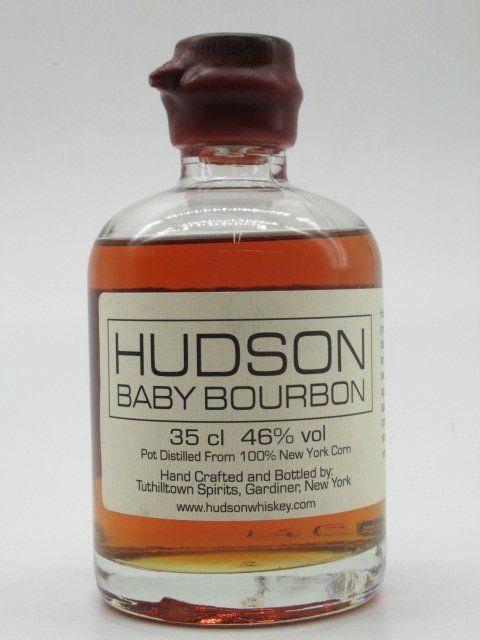 HUDSON
BABY BOURBON
35 cl 46% vol
Pot Distilled From 100% New York Corn
Hand Crafted and Bottled by:
Tuthilltown Spirits, Gardiner, New York
www.hudsonwhiskey.com